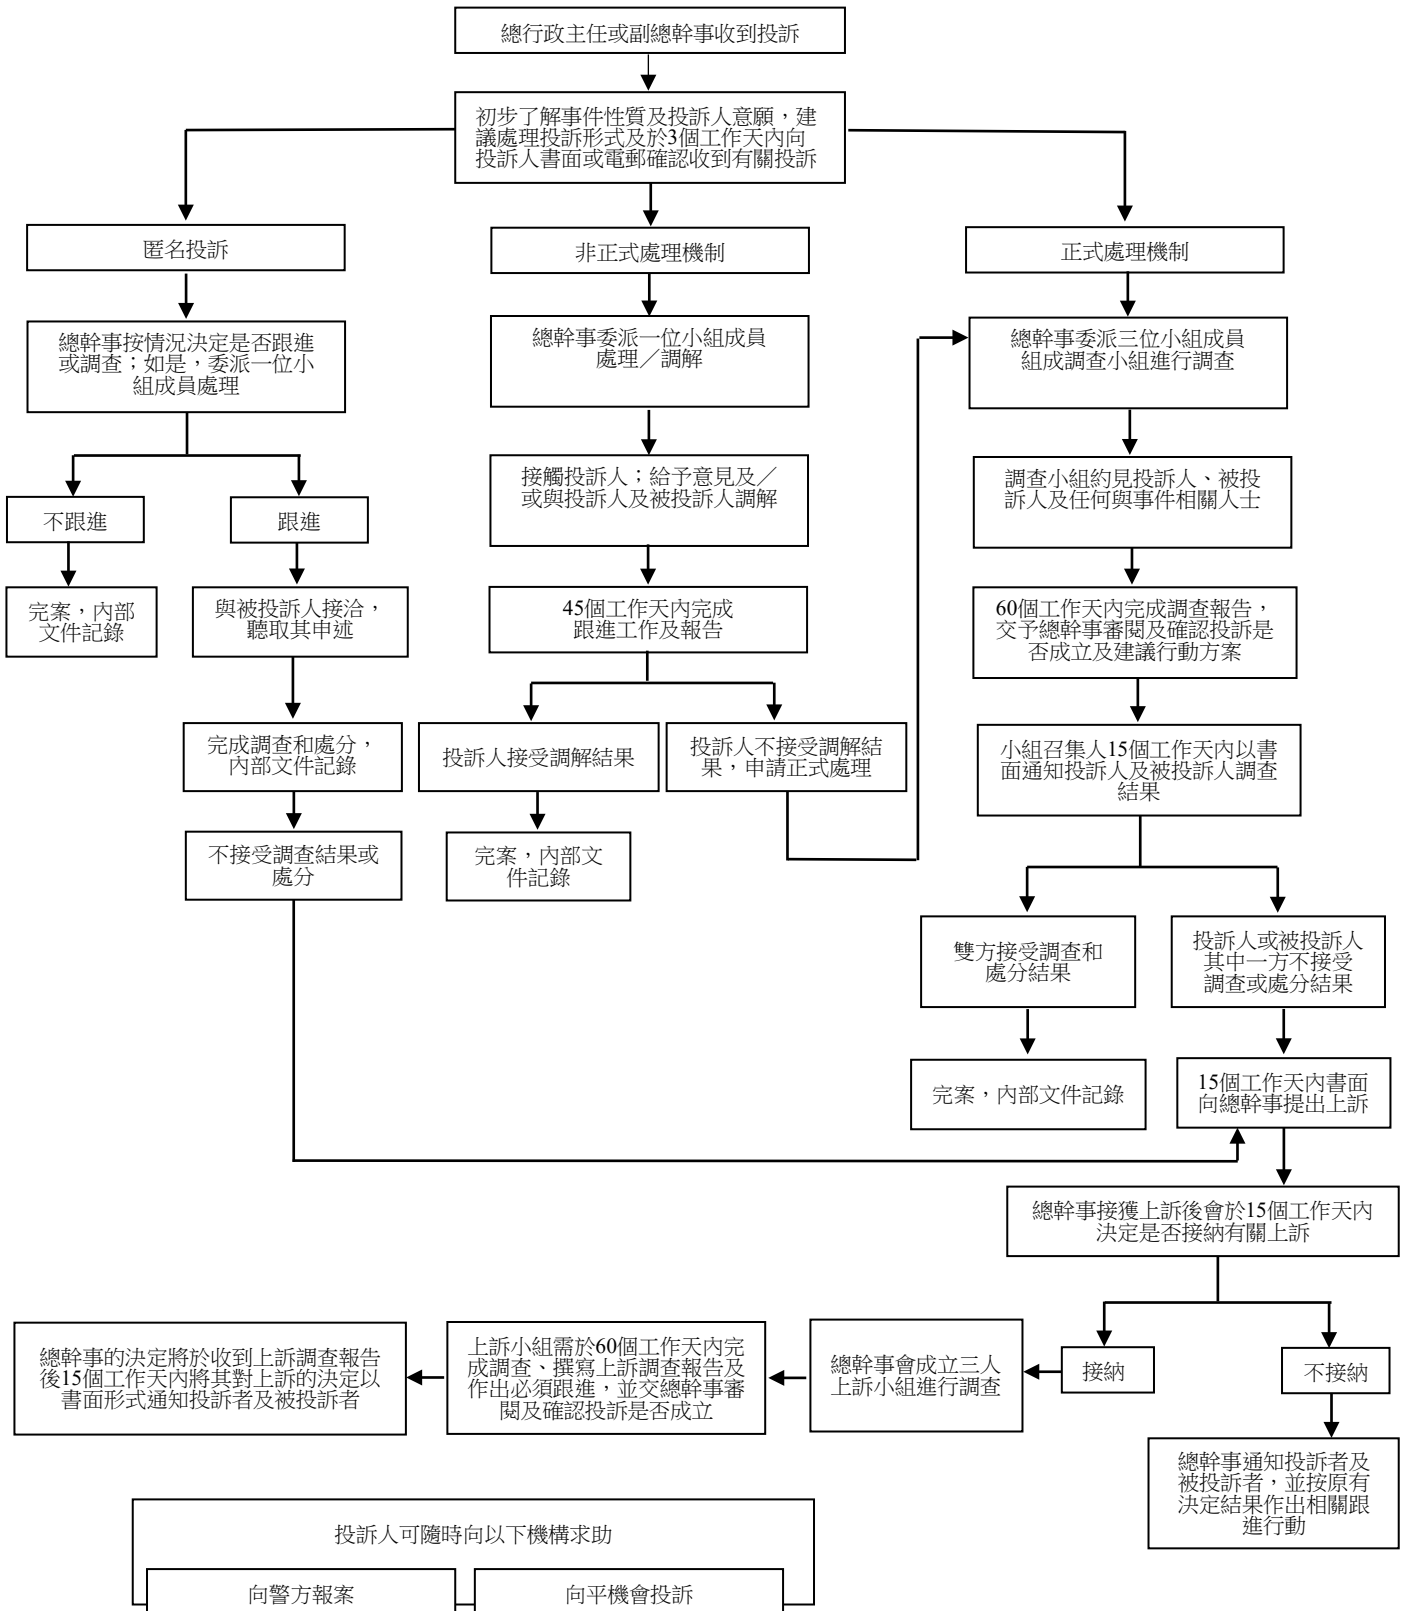 總行政主任或副總幹事收到投訴
初步了解事件性質及投訴人意願，建
議處理投訴形式及於3個工作天內向
投訴人書面或電郵確認收到有關投訴
匿名投訴
非正式處理機制
正式處理機制
總幹事按情況決定是否跟進
或調查；如是，委派一位小
組成員處理
總幹事委派一位小組成員
處理／調解
總幹事委派三位小組成員
組成調查小組進行調查
接觸投訴人；給予意見及／
或與投訴人及被投訴人調解
調查小組約見投訴人、被投
訴人及任何與事件相關人士
不跟進
跟進
完案，內部
文件記錄
與被投訴人接洽，
聽取其申述
45個工作天內完成
跟進工作及報告
60個工作天內完成調查報告，
交予總幹事審閱及確認投訴是
否成立及建議行動方案
完成調查和處分，
內部文件記錄
投訴人接受調解結果
投訴人不接受調解結
果，申請正式處理
小組召集人15個工作天內以書
面通知投訴人及被投訴人調查
結果
不接受調查結果或
處分
完案，內部文
件記錄
雙方接受調查和
處分結果
投訴人或被投訴人
其中一方不接受
調查或處分結果
完案，內部文件記錄
15個工作天內書面
向總幹事提出上訴
總幹事接獲上訴後會於15個工作天內
決定是否接納有關上訴
接納
不接納
總幹事會成立三人
上訴小組進行調查
上訴小組需於60個工作天內完
成調查、撰寫上訴調查報告及
作出必須跟進，並交總幹事審
閱及確認投訴是否成立
總幹事的決定將於收到上訴調查報告
後15個工作天內將其對上訴的決定以
書面形式通知投訴者及被投訴者
總幹事通知投訴者及
被投訴者，並按原有
決定結果作出相關跟
進行動
投訴人可隨時向以下機構求助
向警方報案
向平機會投訴